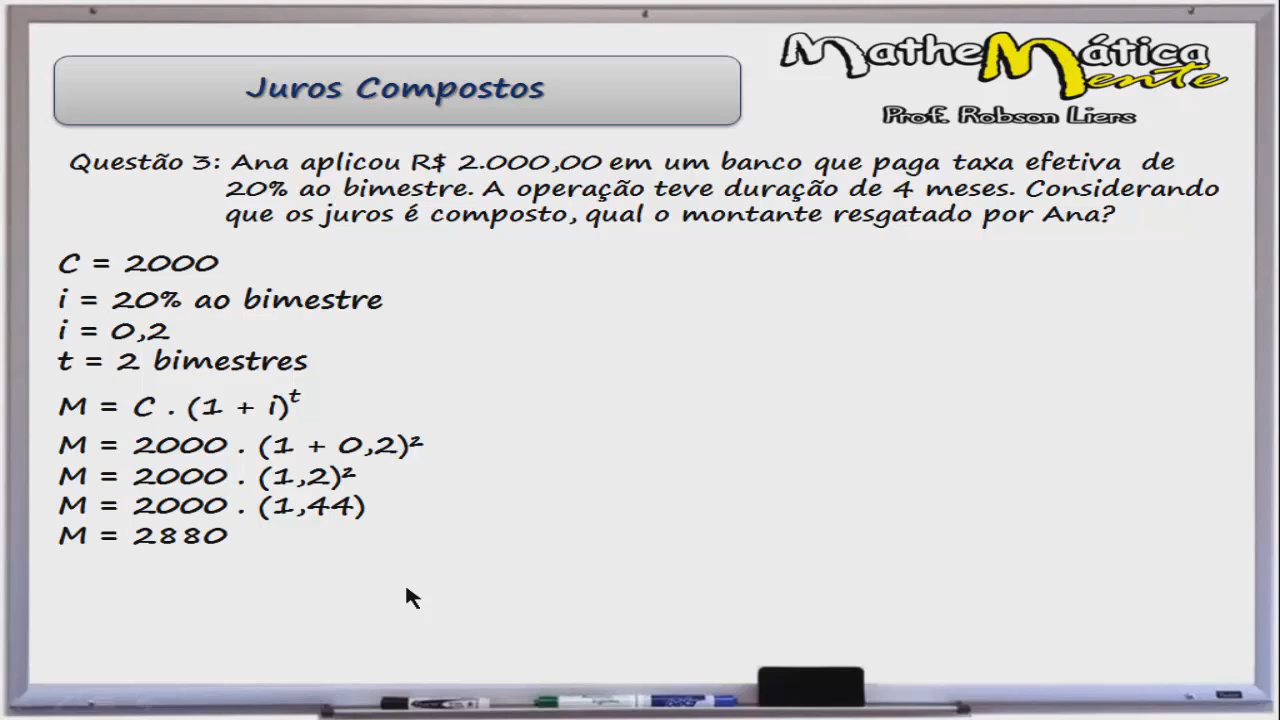 MatheMática
mente
Prof. Robson Liers
Juros Compostos
Questão 3: Ana aplicou R$ 2.000,00 em um banco que paga taxa efetiva de
20% ao bimestre. A operação teve duração de 4 meses. Considerando
que os juros é composto, qual o montante resgatado por Ana?
C = 2000
i = 20% ao bimestre
i = 0,2
t = 2 bimestres
M = C . (1 + i)ᵗ
M = 2000 . (1 + 0,2)²
M = 2000 . (1,2)²
M = 2000 . (1,44)
M = 2880